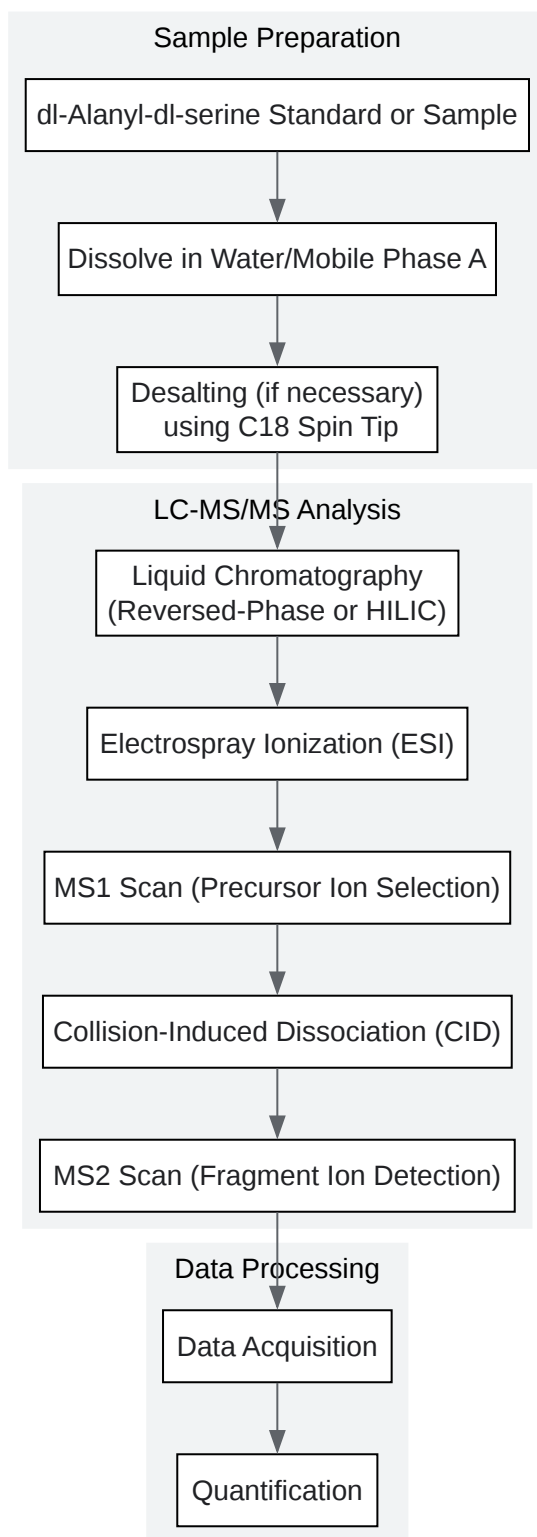 Sample Preparation
dl-Alanyl-dl-serine Standard or Sample
Dissolve in Water/Mobile Phase A
Desalting (if necessary)
using C18 Spin Tip
LC-MS/MS Analysis
Liquid Chromatography
(Reversed-Phase or HILIC)
Electrospray Ionization (ESI)
MS1 Scan (Precursor Ion Selection)
Collision-Induced Dissociation (CID)
MS2 Scan (Fragment Ion Detection)
Data Processing
Data Acquisition
Quantification